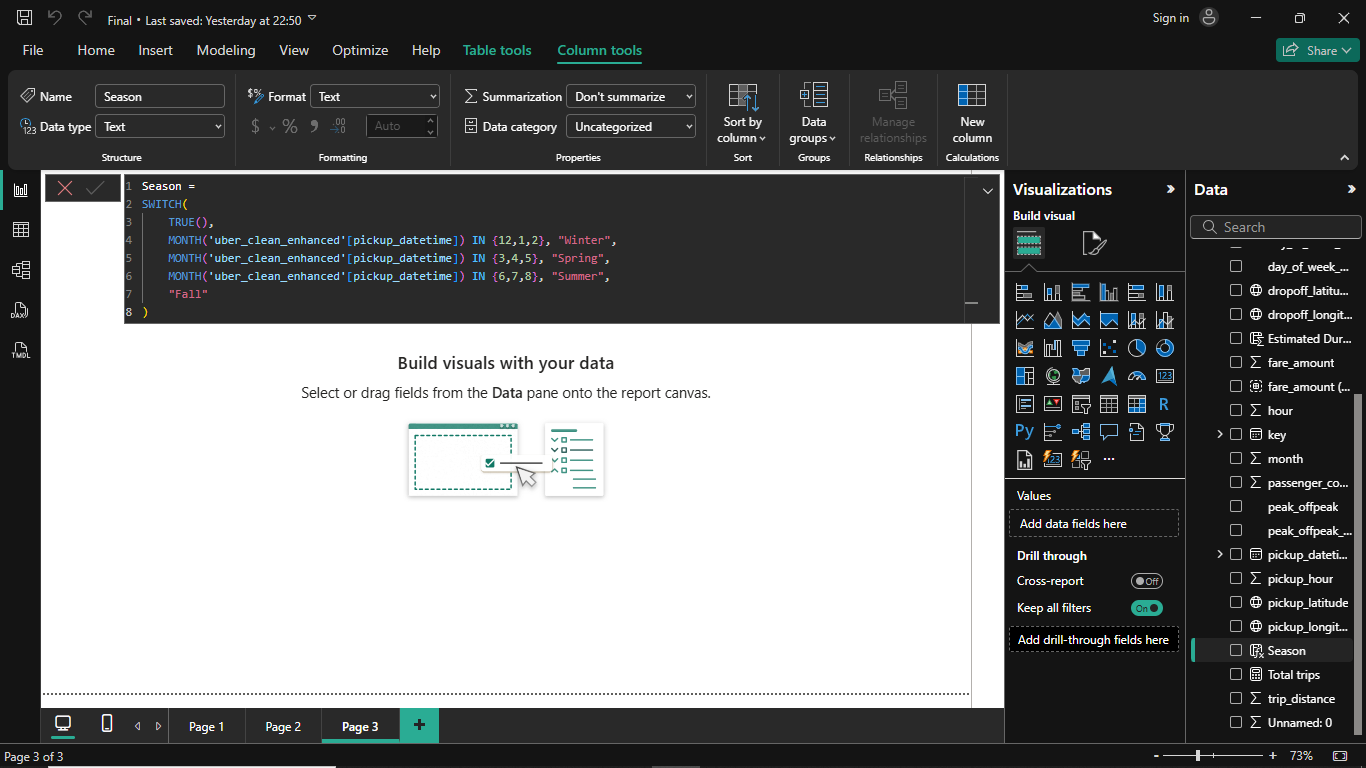 Final • Last saved: Yesterday at 22:50
Sign in
File Home Insert Modeling View Optimize Help Table tools Column tools
Share
Name Season
Data type Text
Structure
Format Text
$ % Auto
Formatting
Summarization Don't summarize
Data category Uncategorized
Properties
Sort by
column
Sort
Data
groups
Groups
Manage
relationships
Relationships
New
column
Calculations
1 Season =
2 SWITCH(
3 TRUE(),
4 MONTH('uber_clean_enhanced'[pickup_datetime]) IN {12,1,2}, "Winter",
5 MONTH('uber_clean_enhanced'[pickup_datetime]) IN {3,4,5}, "Spring",
6 MONTH('uber_clean_enhanced'[pickup_datetime]) IN {6,7,8}, "Summer",
7 "Fall"
8 )
Build visuals with your data
Select or drag fields from the Data pane onto the report canvas.
DAX
TMDL
Visualizations
Build visual
123
R
Py
123
Values
Add data fields here
Drill through
Cross-report Off
Keep all filters On
Add drill-through fields here
Data
Search
day_of_week_...
dropoff_latitu...
dropoff_longit...
Estimated Dur...
fare_amount
fare_amount (...
hour
key
month
passenger_co...
peak_offpeak
peak_offpeak_...
pickup_dateti...
pickup_hour
pickup_latitude
pickup_longit...
Season
Total trips
trip_distance
Unnamed: 0
Page 1 Page 2 Page 3 +
Page 3 of 3
- + 73%